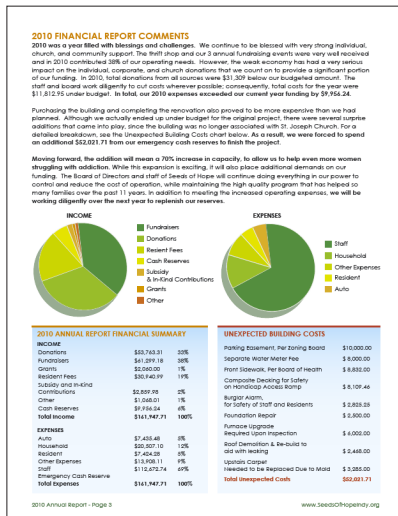 2010 FINANCIAL REPORT COMMENTS
2010 was a year filled with blessings and challenges. We continue to be blessed with very strong individual,
church, and community support. The thrift shop and our 3 annual fundraising events were very well received
and in 2010 contributed 38% of our operating needs. However, the weak economy has had a very serious
impact on the individual, corporate, and church donations that we count on to provide a significant portion
of our funding. In 2010, total donations from all sources were $31,309 below our budgeted amount. The
staff and board work diligently to cut costs wherever possible; consequently, total costs for the year were
$11,812.95 under budget. In total, our 2010 expenses exceeded our current funding by $9,956.24.
Purchasing the building and completing the renovation also proved to be more expensive than we had
planned. Although we actually ended up under budget for the original project, there were several surprise
additions that came into play, since the building was no longer associated with St. Joseph Church. For a
detailed breakdown, see the Unexpected Building Costs chart below. As a result, we were forced to spend
an additional $52,021.71 from our emergency cash reserves to finish the project.
Moving forward, the addition will mean a 70% increase in capacity, to allow us to help even more women
struggling with addiction. While this expansion is exciting, it will also place additional demands on our
funding. The Board of Directors and staff of Seeds of Hope will continue doing everything in our power to
control and reduce the cost of operation, while maintaining the high quality program that has helped so
many families over the past 11 years. In addition to meeting the increased operating expenses, we will be
working diligently over the next year to replenish our reserves.
INCOME
Fundraisers
Donations
Resient Fees
Cash Reserves
Subsidy
& In-Kind Contributions
Grants
Other
EXPENSES
Staff
Household
Other Expenses
Resident
Auto
2010 ANNUAL REPORT FINANCIAL SUMMARY
INCOME
Donations $53,763.31 33%
Fundraisers $61,299.18 38%
Grants $2,060.00 1%
Resident Fees $30,940.99 19%
Subsidy and In-Kind
Contributions $2,859.98 2%
Other $1,068.01 1%
Cash Reserves $9,956.24 6%
Total Income $161,947.71 100%
EXPENSES
Auto $7,435.48 5%
Household $20,507.10 12%
Resident $7,424.28 5%
Other Expenses $13,908.11 9%
Staff $112,672.74 69%
Emergency Cash Reserve
Total Expenses $161,947.71 100%
UNEXPECTED BUILDING COSTS
Parking Easement, Per Zoning Board $10,000.00
Separate Water Meter Fee $ 8,000.00
Front Sidewalk, Per Board of Health $ 8,832.00
Composite Decking for Safety
on Handicap Access Ramp $ 8,109.46
Burglar Alarm,
for Safety of Staff and Residents $ 2,825.25
Foundation Repair $ 2,500.00
Furnace Upgrade
Required Upon Inspection $ 6,002.00
Roof Demolition & Re-build to
aid with leaking $ 2,468.00
Upstairs Carpet
Needed to be Replaced Due to Mold $ 3,285.00
Total Unexpected Costs $52,021.71
2010 Annual Report - Page 3
www.SeedsOfHopeIndy.org